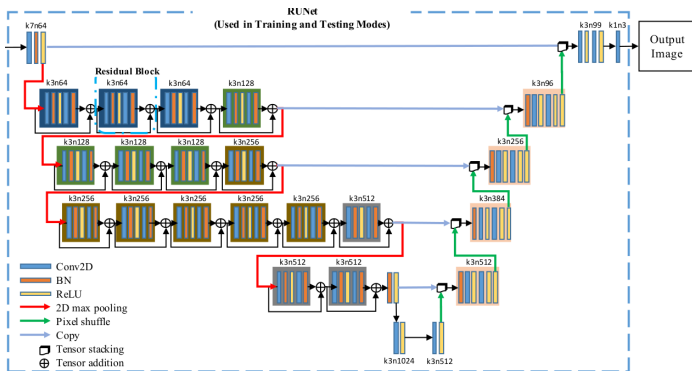 RUNet
(Used in Training and Testing Modes)
k7n64
k3n99
k1n3
Output
Image
Residual Block
k3n64
k3n64
k3n64
k3n128
k3n96
k3n128
k3n128
k3n128
k3n256
k3n256
k3n256
k3n256
k3n256
k3n256
k3n256
k3n512
k3n384
k3n512
k3n512
k3n512
k3n1024
k3n512
Conv2D
BN
ReLU
2D max pooling
Pixel shuffle
Copy
Tensor stacking
Tensor addition